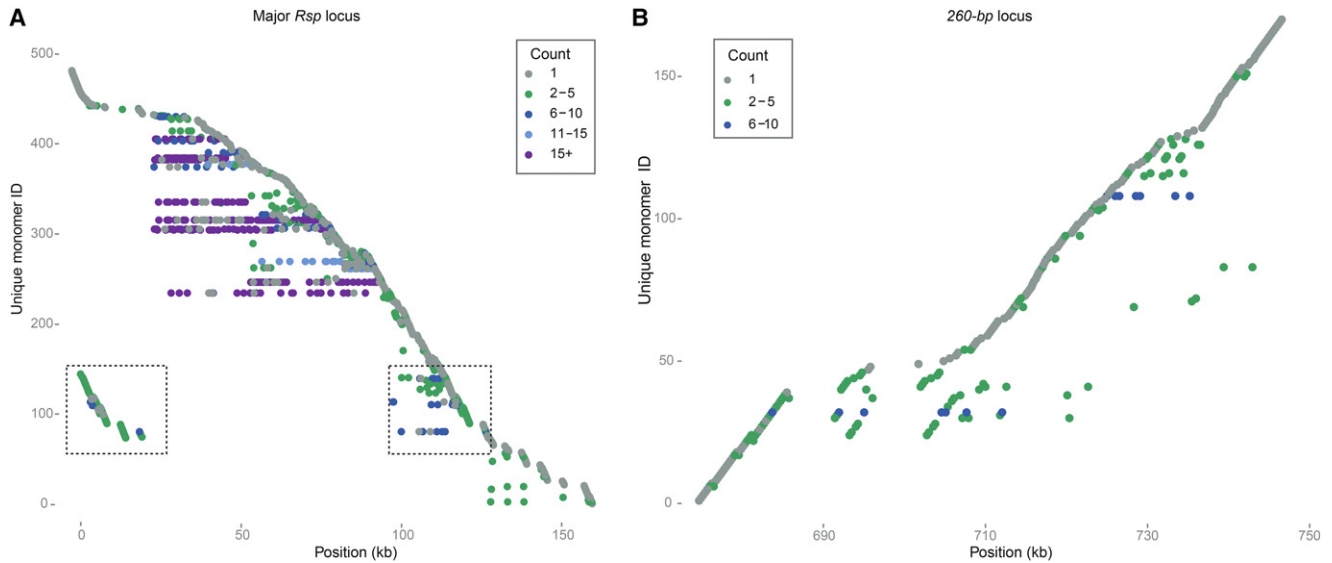 A
Major Rsp locus
500-
400-
300-
200-
100-
0-
Unique monomer ID
Count
1
2-5
6-10
11-15
15+
0
50
100
150
Position (kb)
B
260-bp locus
150-
100-
50-
0-
Unique monomer ID
Count
1
2-5
6-10
690
710
730
750
Position (kb)